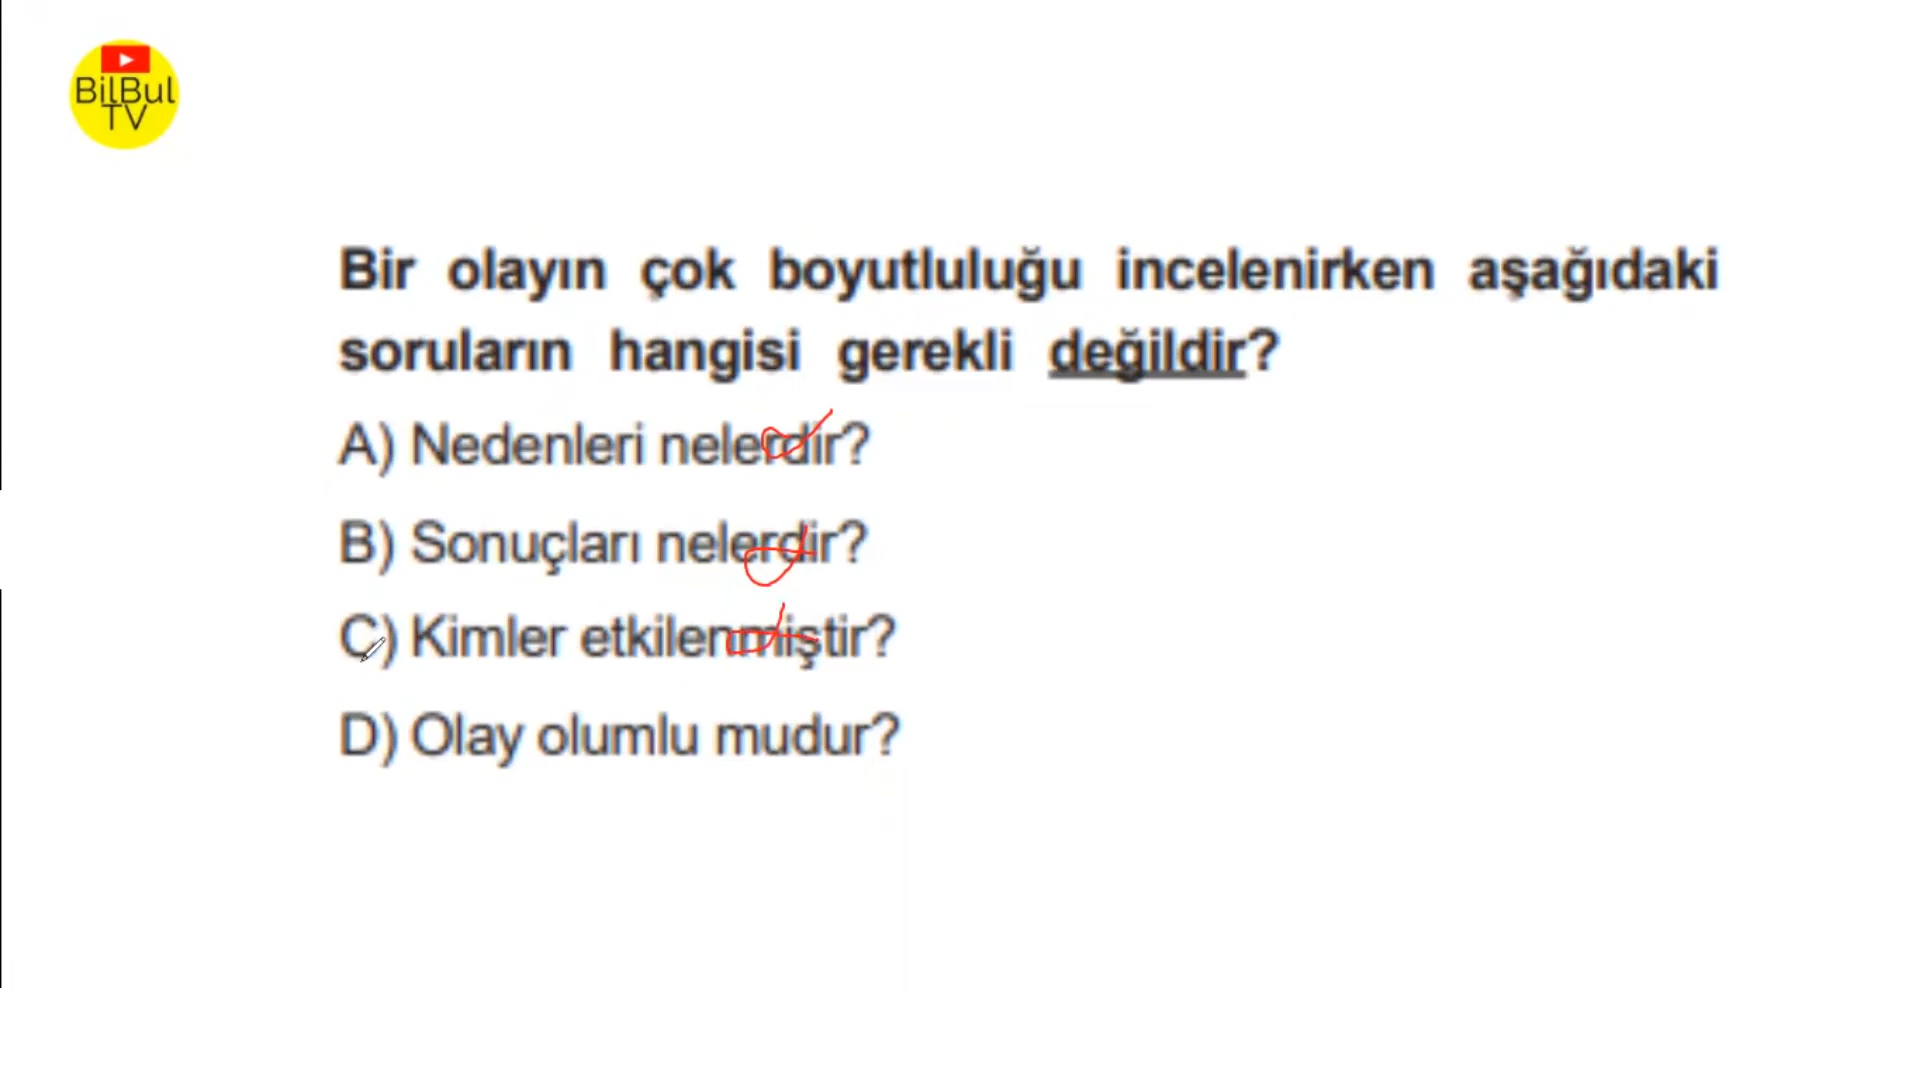 BilBul
TV
Bir olayın çok boyutluluğu incelenirken aşağıdaki
soruların hangisi gerekli değildir?
A) Nedenleri nelerdir?
B) Sonuçları nelerdir?
C) Kimler etkilenmiştir?
D) Olay olumlu mudur?